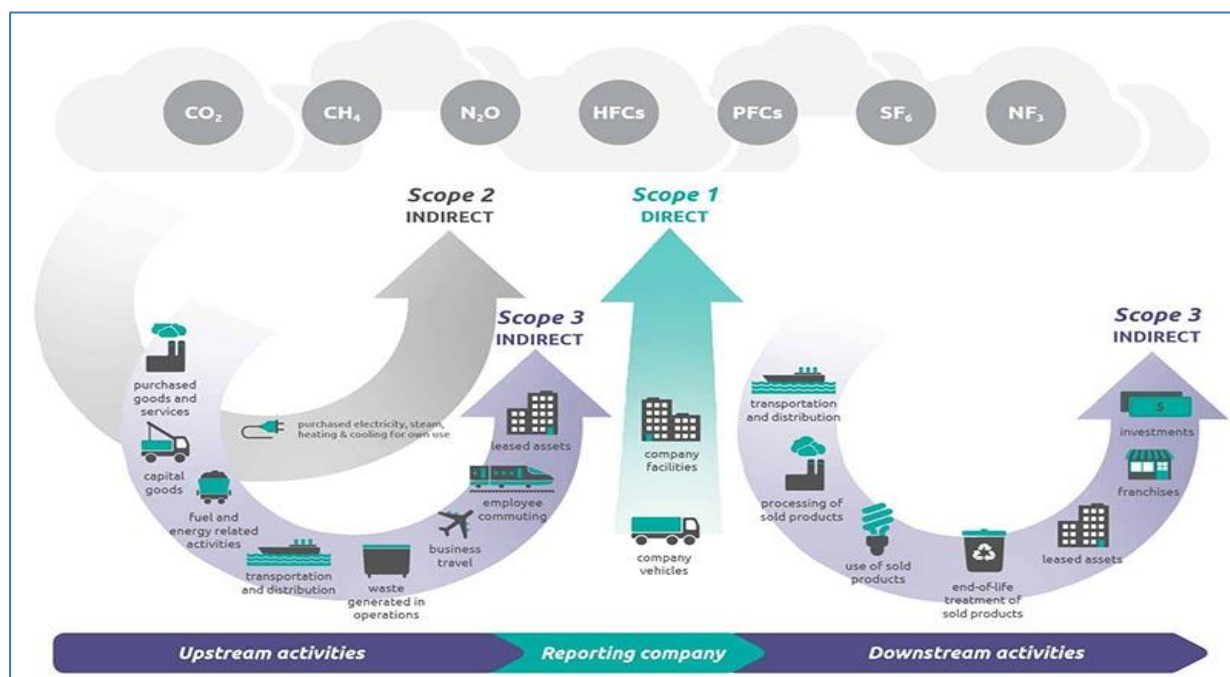 CO₂
CH₄
N₂O
HFCs
PFCs
SF₆
NF₃
Scope 2
INDIRECT
Scope 1
DIRECT
Scope 3
INDIRECT
Scope 3
INDIRECT
purchased
goods and
services
capital
goods
fuel and
energy related
activities
transportation
and distribution
waste
generated in
operations
business
travel
employee
commuting
leased assets
purchased electricity, steam,
heating & cooling for own use
company
facilities
company
vehicles
transportation
and distribution
processing of
sold products
use of sold
products
end-of-life
treatment of
sold products
leased assets
franchises
investments
$
Upstream activities
Reporting company
Downstream activities